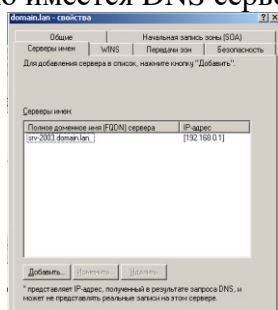 о имеется DNS серве
domain.lan - свойства
Общие
Начальная запись зоны (SOA)
Серверы имен
WINS
Передачи зон
Безопасность
Для добавления сервера в список, нажмите кнопку "Добавить".
Серверы имен:
Полное доменное имя (FQDN) сервера
IP-адрес
srv-2003.domain.lan.
[192.168.0.1]
Добавить...
Изменить...
Удалить
* представляет IP-адрес, полученный в результате запроса DNS, и
может не представлять реальные записи на этом сервере.